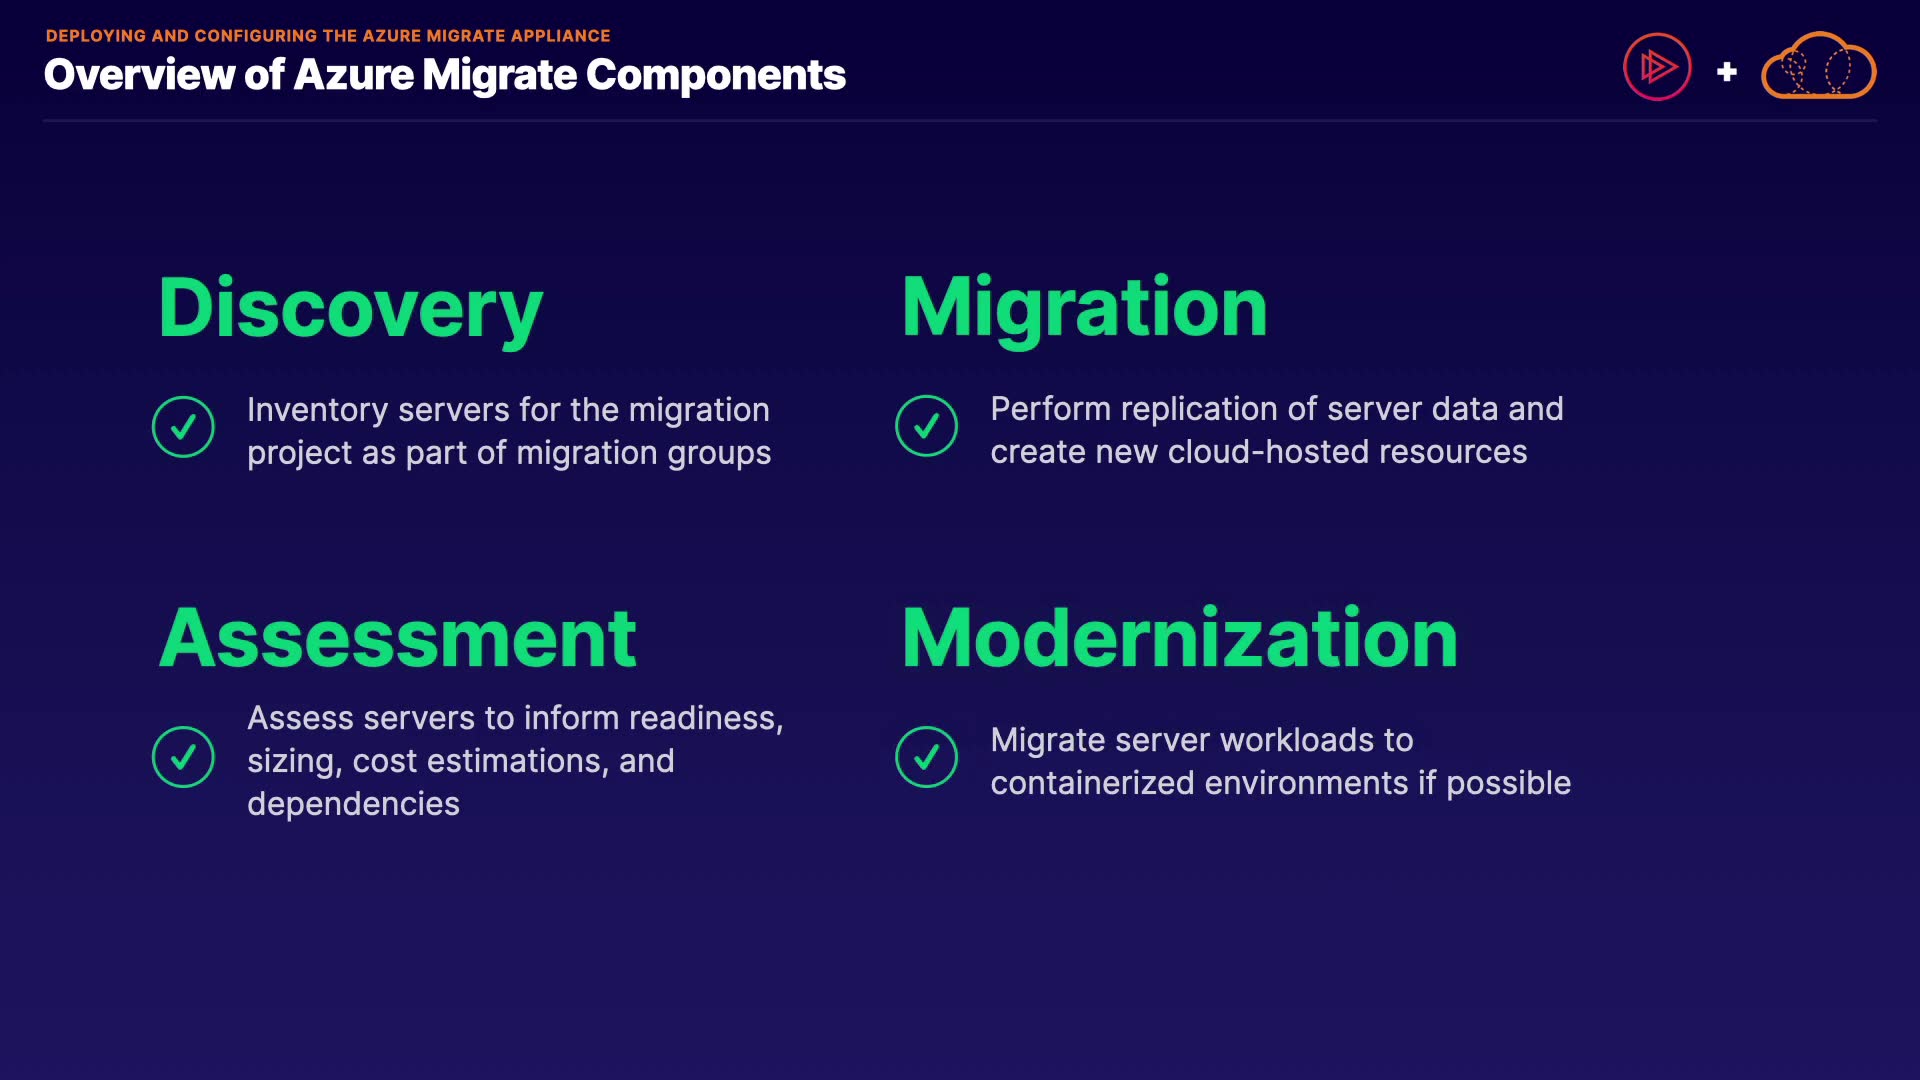 DEPLOYING AND CONFIGURING THE AZURE MIGRATE APPLIANCE
Overview of Azure Migrate Components
Discovery
Inventory servers for the migration
project as part of migration groups
Migration
Perform replication of server data and
create new cloud-hosted resources
Assessment
Assess servers to inform readiness,
sizing, cost estimations, and
dependencies
Modernization
Migrate server workloads to
containerized environments if possible